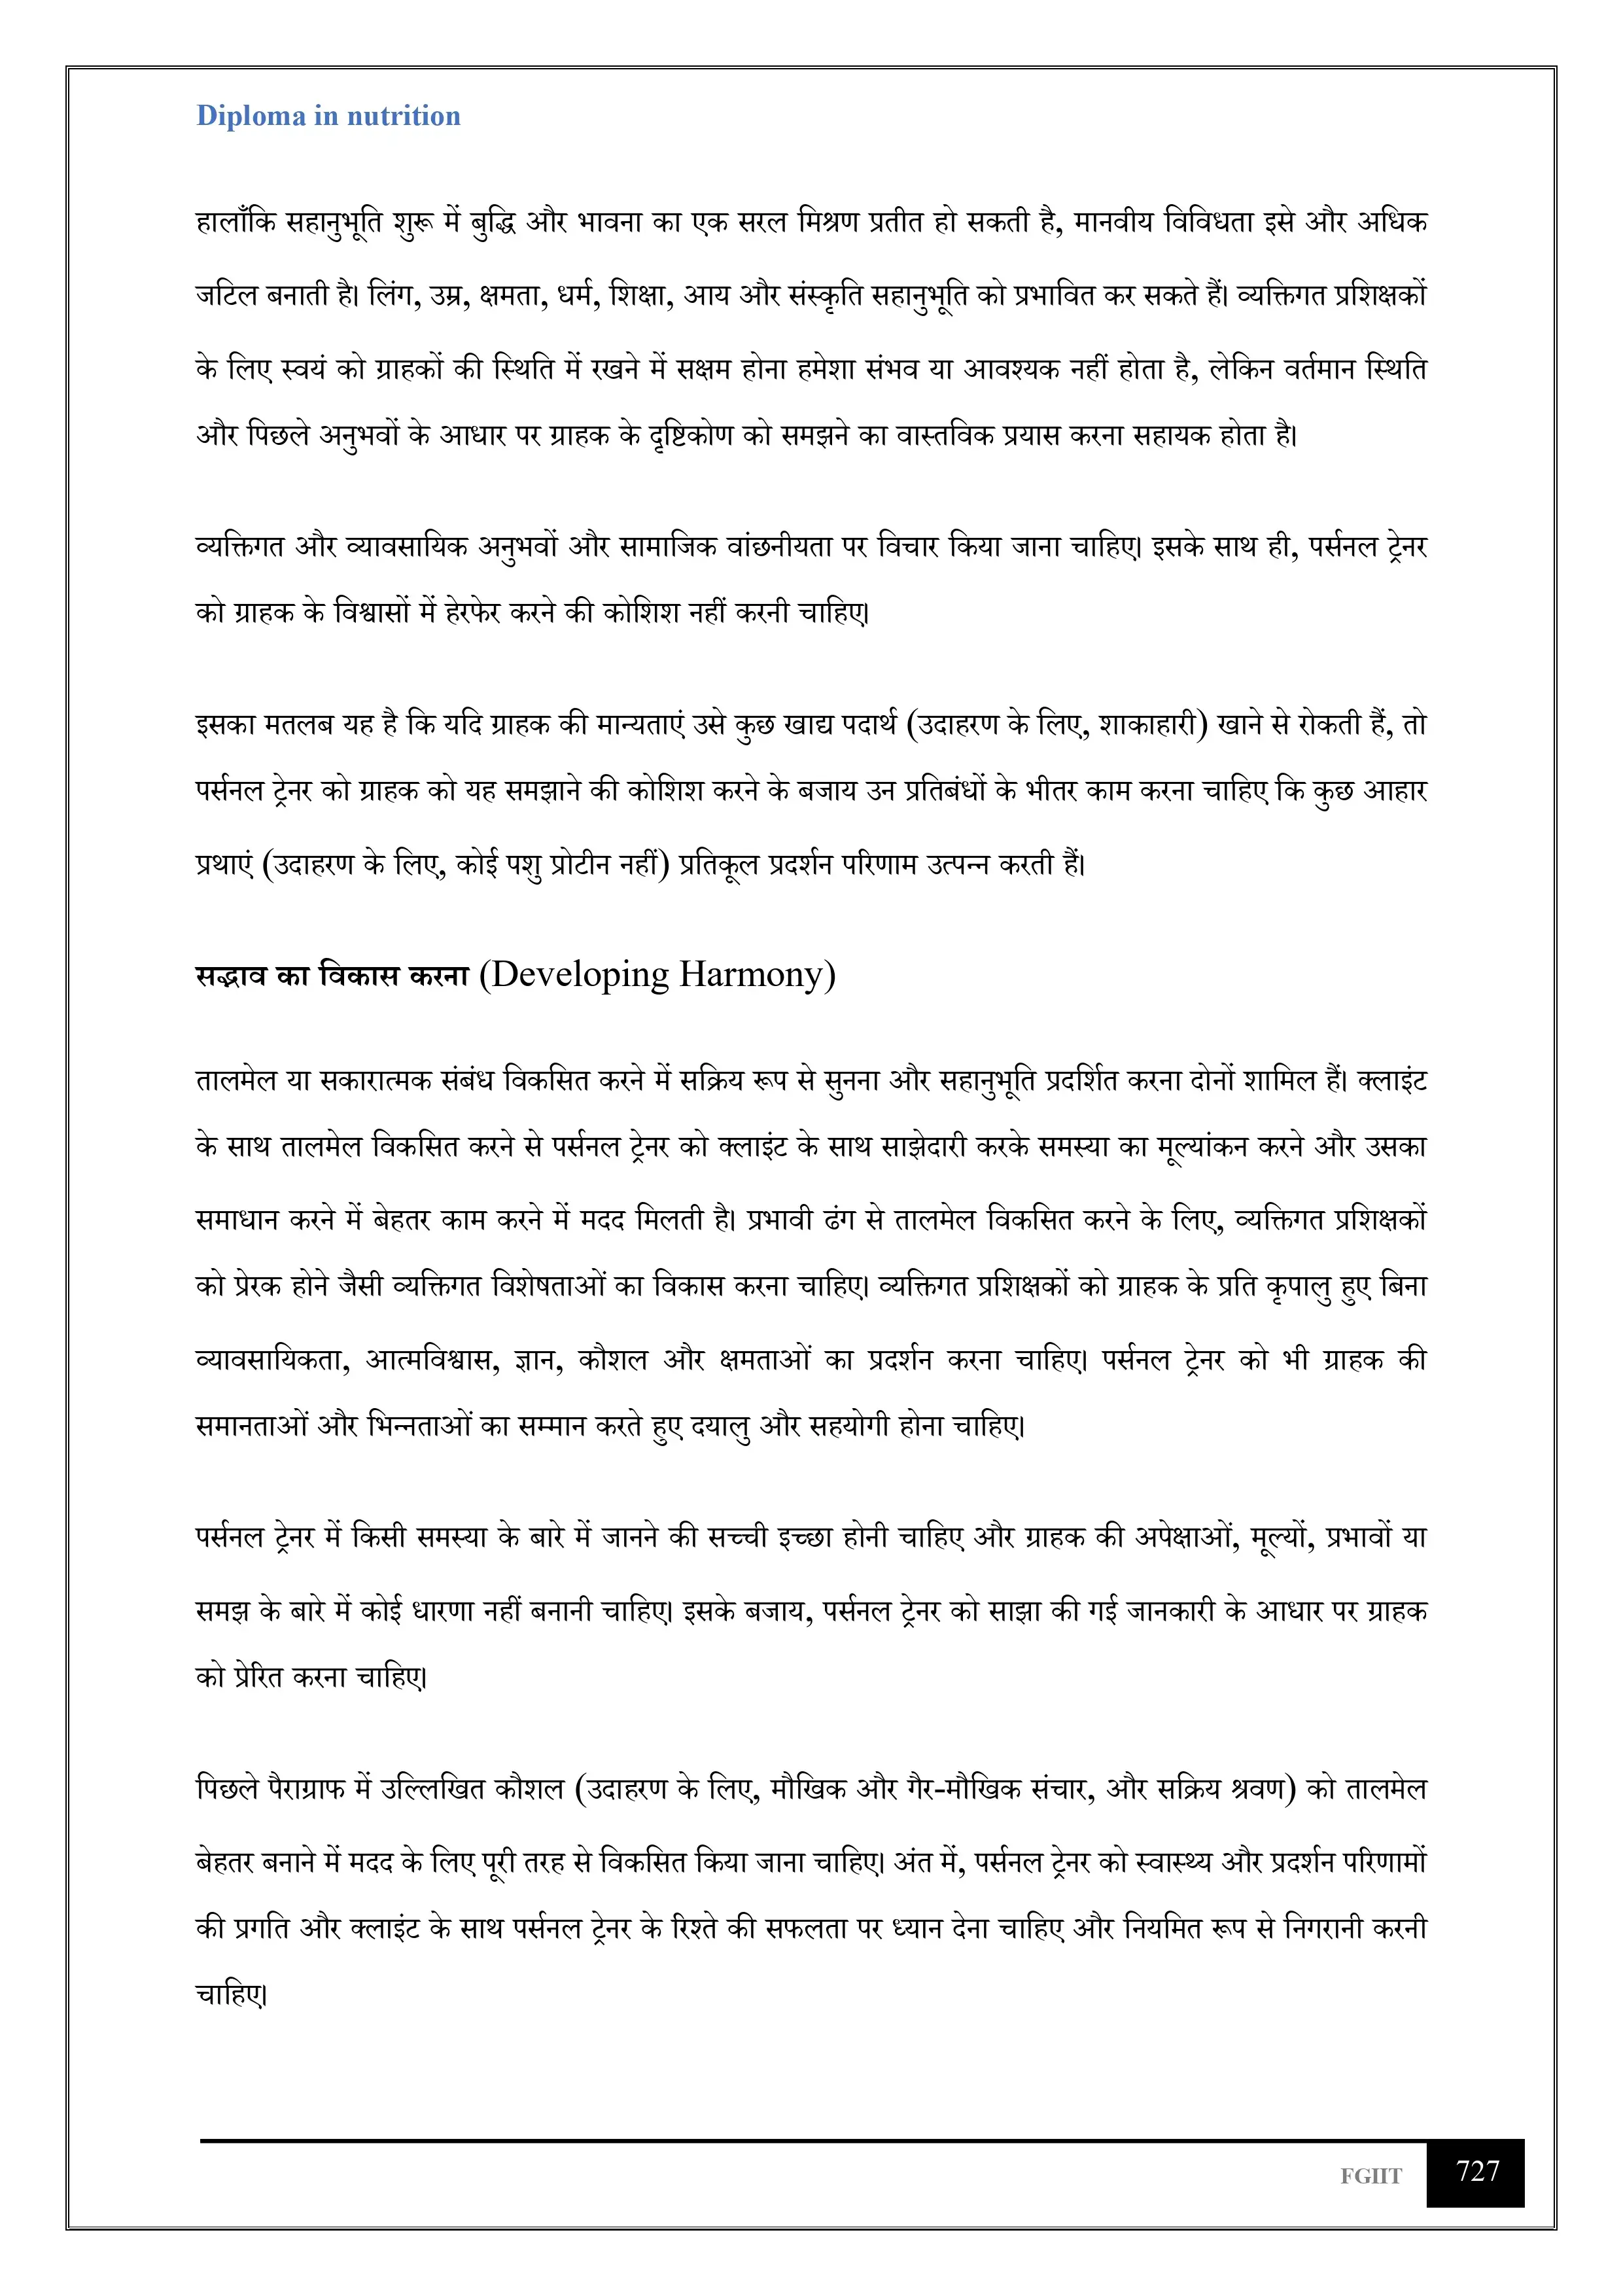 Diploma in nutrition
हालाँकि सहानुभूति शुरू में बुद्धि और भावना का एक सरल मिश्रण प्रतीत हो सकती है, मानवीय विविधता इसे और अधिक
जटिल बनाती है। लिंग, उम्र, क्षमता, धर्म, शिक्षा, आय और संस्कृति सहानुभूति को प्रभावित कर सकते हैं। व्यक्तिगत प्रशिक्षकों
के लिए स्वयं को ग्राहकों की स्थिति में रखने में सक्षम होना हमेशा संभव या आवश्यक नहीं होता है, लेकिन वर्तमान स्थिति
और पिछले अनुभवों के आधार पर ग्राहक के दृष्टिकोण को समझने का वास्तविक प्रयास करना सहायक होता है।
व्यक्तिगत और व्यावसायिक अनुभवों और सामाजिक वांछनीयता पर विचार किया जाना चाहिए। इसके साथ ही, पर्सनल ट्रेनर
को ग्राहक के विश्वासों में हेरफेर करने की कोशिश नहीं करनी चाहिए।
इसका मतलब यह है कि यदि ग्राहक की मान्यताएं उसे कुछ खाद्य पदार्थ (उदाहरण के लिए, शाकाहारी) खाने से रोकती हैं, तो
पर्सनल ट्रेनर को ग्राहक को यह समझाने की कोशिश करने के बजाय उन प्रतिबंधों के भीतर काम करना चाहिए कि कुछ आहार
प्रथाएं (उदाहरण के लिए, कोई पशु प्रोटीन नहीं) प्रतिकूल प्रदर्शन परिणाम उत्पन्न करती हैं।
सद्भाव का विकास करना (Developing Harmony)
तालमेल या सकारात्मक संबंध विकसित करने में सक्रिय रूप से सुनना और सहानुभूति प्रदर्शित करना दोनों शामिल हैं। क्लाइंट
के साथ तालमेल विकसित करने से पर्सनल ट्रेनर को क्लाइंट के साथ साझेदारी करके समस्या का मूल्यांकन करने और उसका
समाधान करने में बेहतर काम करने में मदद मिलती है। प्रभावी ढंग से तालमेल विकसित करने के लिए, व्यक्तिगत प्रशिक्षकों
को प्रेरक होने जैसी व्यक्तिगत विशेषताओं का विकास करना चाहिए। व्यक्तिगत प्रशिक्षकों को ग्राहक के प्रति कृपालु हुए बिना
व्यावसायिकता, आत्मविश्वास, ज्ञान, कौशल और क्षमताओं का प्रदर्शन करना चाहिए। पर्सनल ट्रेनर को भी ग्राहक की
समानताओं और भिन्नताओं का सम्मान करते हुए दयालु और सहयोगी होना चाहिए।
पर्सनल ट्रेनर में किसी समस्या के बारे में जानने की सच्ची इच्छा होनी चाहिए और ग्राहक की अपेक्षाओं, मूल्यों, प्रभावों या
समझ के बारे में कोई धारणा नहीं बनानी चाहिए। इसके बजाय, पर्सनल ट्रेनर को साझा की गई जानकारी के आधार पर ग्राहक
को प्रेरित करना चाहिए।
पिछले पैराग्राफ में उल्लिखित कौशल (उदाहरण के लिए, मौखिक और गैर-मौखिक संचार, और सक्रिय श्रवण) को तालमेल
बेहतर बनाने में मदद के लिए पूरी तरह से विकसित किया जाना चाहिए। अंत में, पर्सनल ट्रेनर को स्वास्थ्य और प्रदर्शन परिणामों
की प्रगति और क्लाइंट के साथ पर्सनल ट्रेनर के रिश्ते की सफलता पर ध्यान देना चाहिए और नियमित रूप से निगरानी करनी
चाहिए।
FGIIT 727